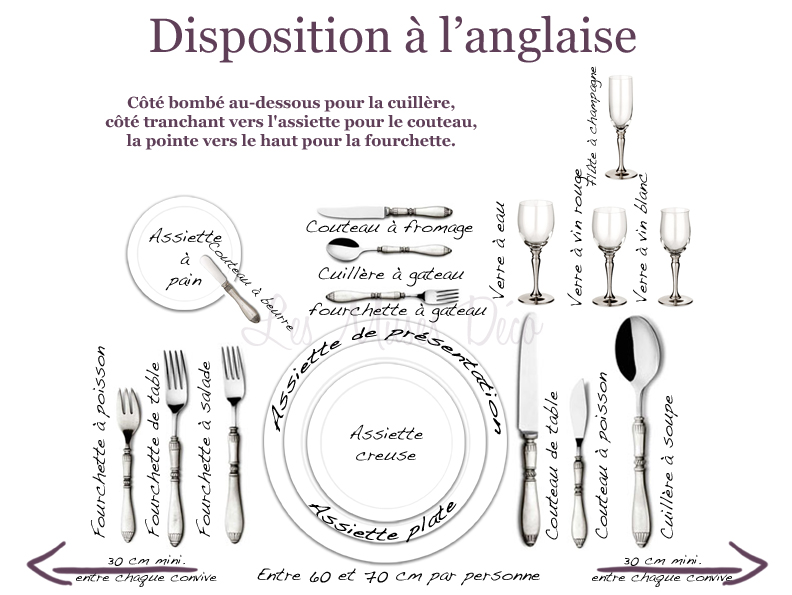 Disposition à l'anglaise
Côté bombé au-dessous pour la cuillère,
côté tranchant vers l'assiette pour le couteau,
la pointe vers le haut pour la fourchette.
flûte à champagne
Assiette
à
pain
Couteau à beurre
Couteau à fromage
Cuillère à gateau
fourchette à gateau
Verre à eau
Verre à vin rouge
Verre à vin blanc
Les Muses Déco
Fourchette à poisson
Fourchette de table
Fourchette à salade
Assiette de présentation
Assiette
creuse
Assiette plate
Couteau de table
Couteau à poisson
Cuillère à soupe
30 cm mini.
entre chaque convive
Entre 60 et 70 cm par personne
30 cm mini.
entre chaque convive